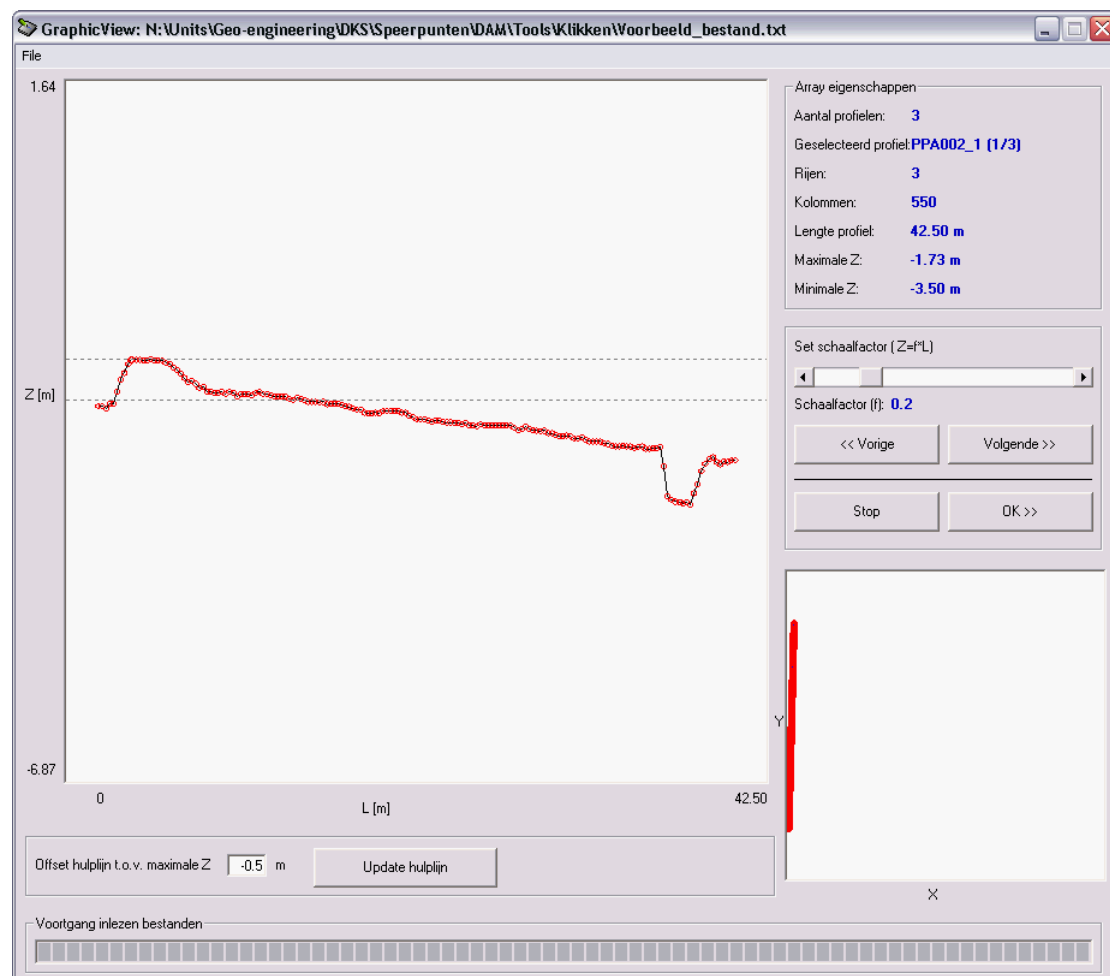 GraphicView: N:\Units\Geo-engineering\DKS\Speerpunten\DAM\Tools\Klikken\Voorbeeld_bestand.txt
File
1.64
Z [m]
-6.87
0
42.50
L [m]
Offset hulplijn t.o.v. maximale Z -0.5 m Update hulplijn
Voortgang inlezen bestanden
Array eigenschappen
Aantal profielen: 3
Geselecteerd profiel: PPA002_1 (1/3)
Rijen: 3
Kolommen: 550
Lengte profiel: 42.50 m
Maximale Z: -1.73 m
Minimale Z: -3.50 m
Set schaalfactor ( Z=f*L)
Schaalfactor (f): 0.2
<< Vorige Volgende >>
Stop OK >>
Y
X